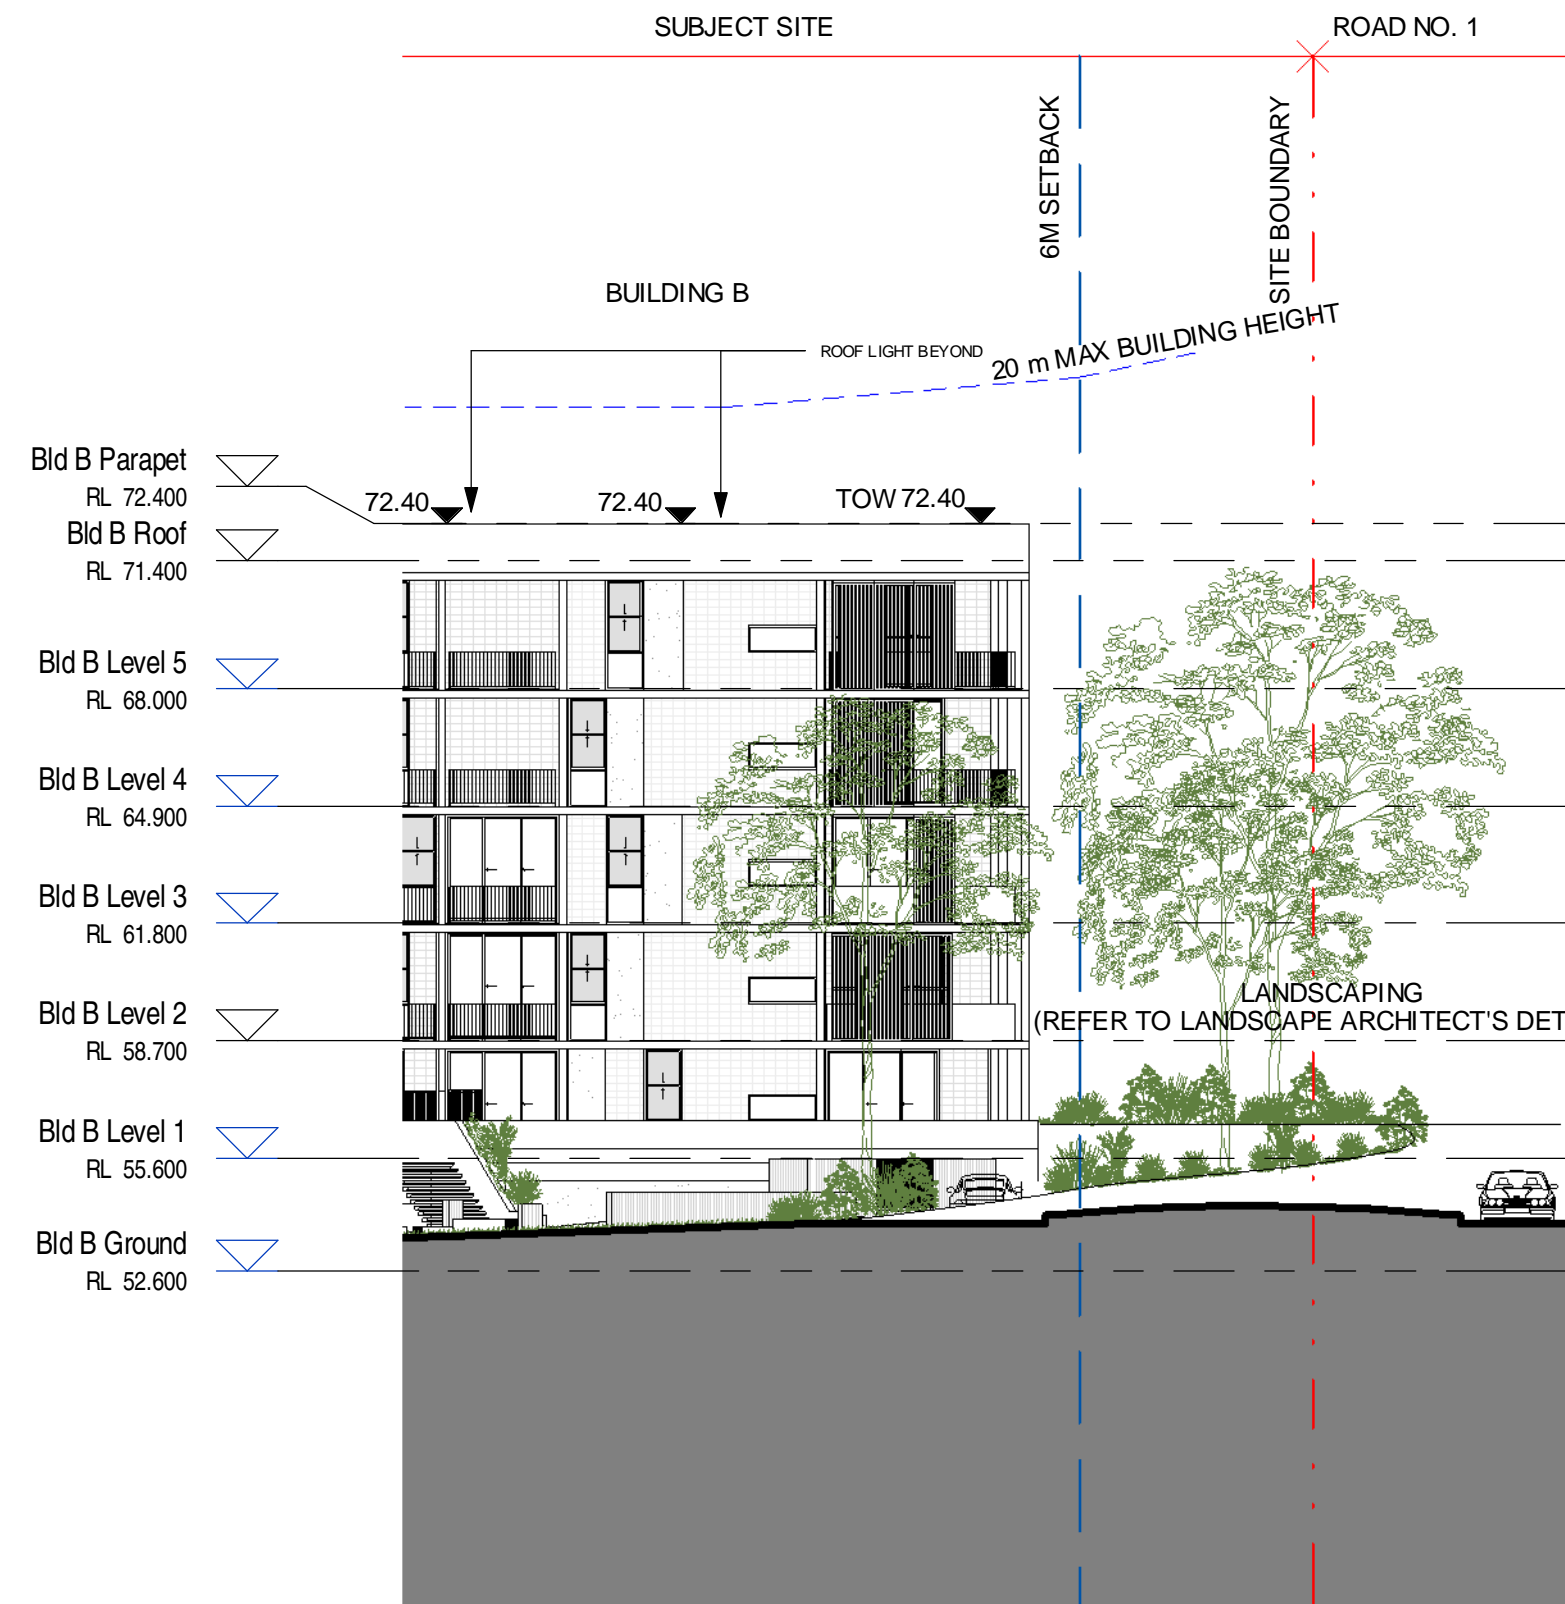 SUBJECT SITE
ROAD NO. 1
6M SETBACK
SITE BOUNDARY
BUILDING B
20 m MAX BUILDING HEIGHT
ROOF LIGHT BEYOND
Bld B Parapet
RL 72.400
72.40
72.40
TOW 72.40
Bld B Roof
RL 71.400
Bld B Level 5
RL 68.000
Bld B Level 4
RL 64.900
Bld B Level 3
RL 61.800
LANDSCAPING
(REFER TO LANDSCAPE ARCHITECT'S DET
Bld B Level 2
RL 58.700
Bld B Level 1
RL 55.600
Bld B Ground
RL 52.600